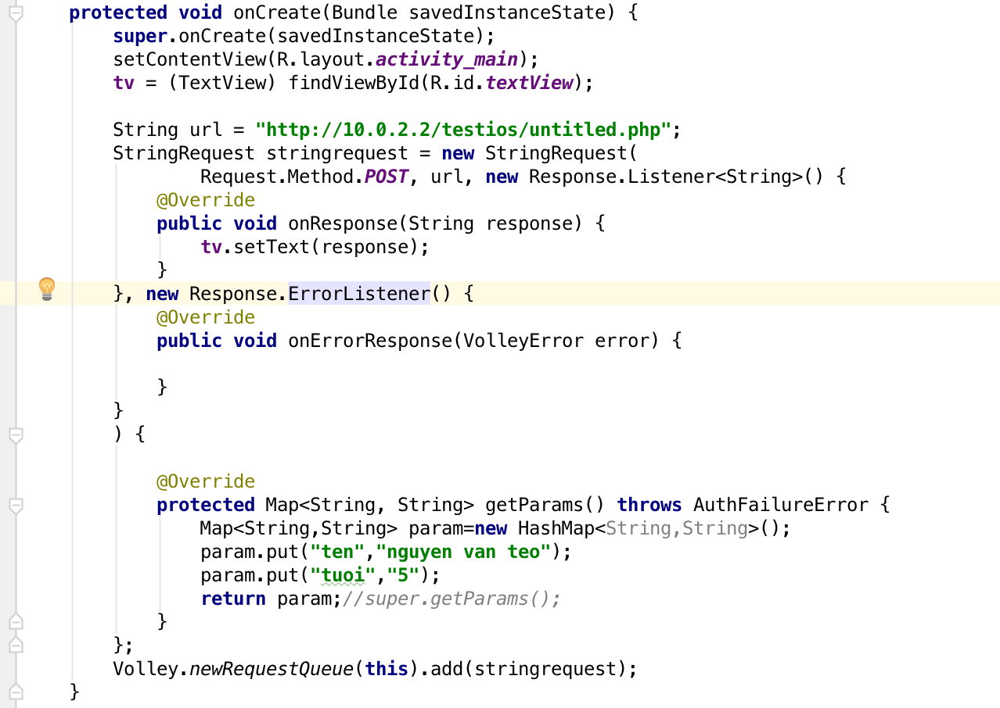 protected void onCreate(Bundle savedInstanceState) {
super.onCreate(savedInstanceState);
setContentView(R.layout.activity_main);
tv = (TextView) findViewById(R.id.textView);
String url = "http://10.0.2.2/testios/untitled.php";
StringRequest stringrequest = new StringRequest(
Request.Method.POST, url, new Response.Listener<String>() {
@Override
public void onResponse(String response) {
tv.setText(response);
}
}, new Response.ErrorListener() {
@Override
public void onErrorResponse(VolleyError error) {
}
}
) {
@Override
protected Map<String, String> getParams() throws AuthFailureError {
Map<String,String> param=new HashMap<String,String>();
param.put("ten","nguyen van teo");
param.put("tuoi","5");
return param;//super.getParams();
}
};
Volley.newRequestQueue(this).add(stringrequest);
}